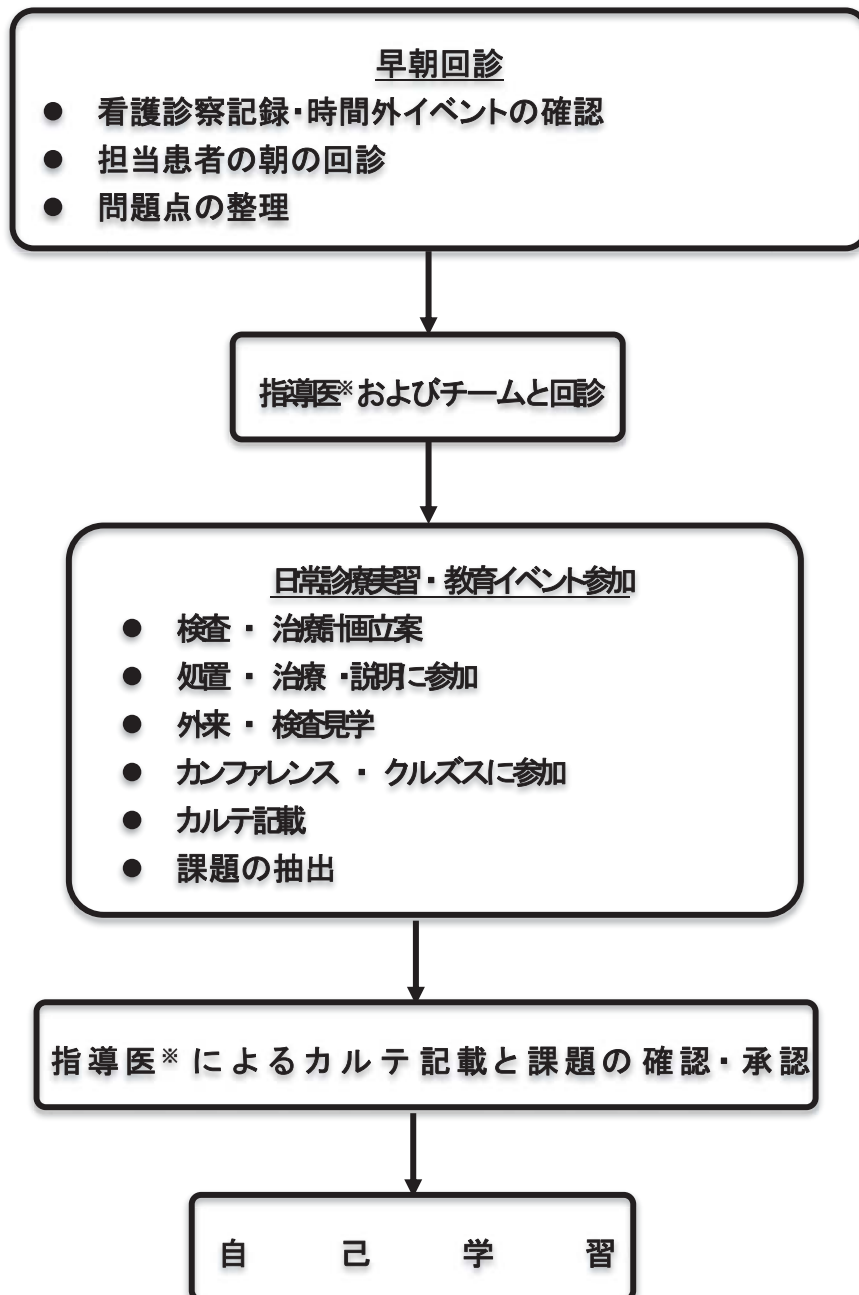 早朝回診
● 看護診察記録・時間外イベントの確認
● 担当患者の朝の回診
● 問題点の整理
指導医※およびチームと回診
日常診療実習・教育イベント参加
● 検査・治療計画立案
● 処置・治療・説明に参加
● 外来・検査見学
● カンファレンス・クルズスに参加
● カルテ記載
● 課題の抽出
指導医※によるカルテ記載と課題の確認・承認
自己学習